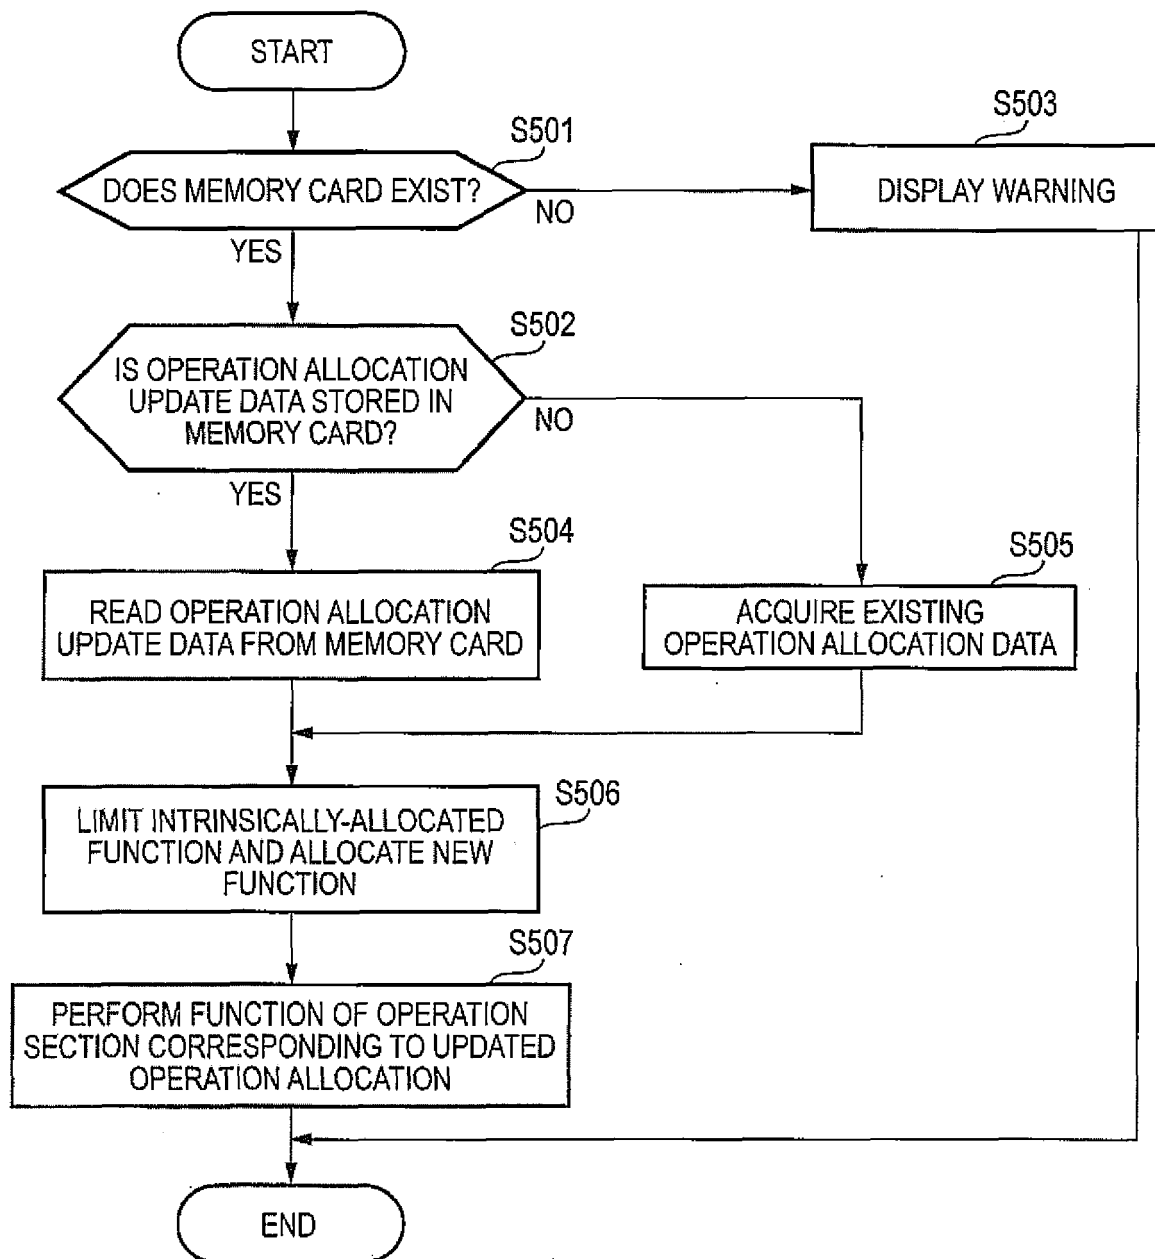 START
S501
S503
DOES MEMORY CARD EXIST?
DISPLAY WARNING
NO
YES
S502
IS OPERATION ALLOCATION
UPDATE DATA STORED IN
MEMORY CARD?
NO
YES
S504
S505
READ OPERATION ALLOCATION
UPDATE DATA FROM MEMORY CARD
ACQUIRE EXISTING
OPERATION ALLOCATION DATA
S506
LIMIT INTRINSICALLY-ALLOCATED
FUNCTION AND ALLOCATE NEW
FUNCTION
S507
PERFORM FUNCTION OF OPERATION
SECTION CORRESPONDING TO UPDATED
OPERATION ALLOCATION
END